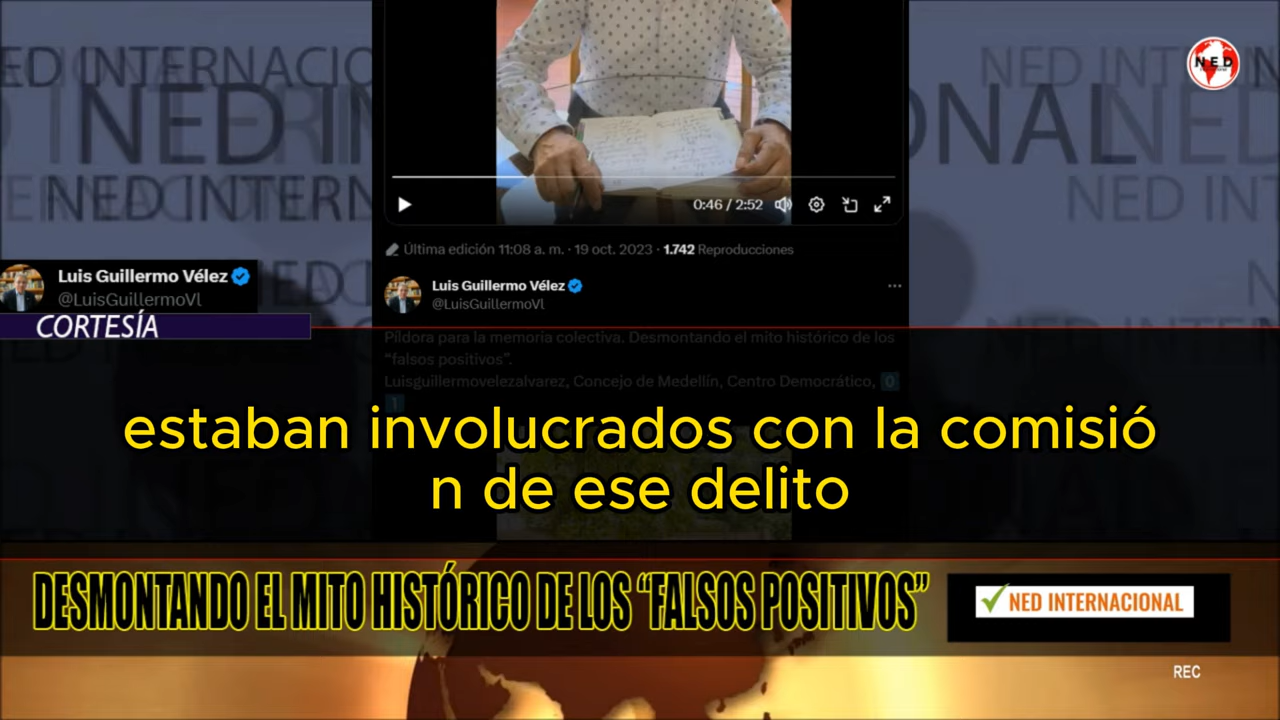 NED INTERNACIONAL
NED INTERNACIONAL
NED
0:46 / 2:52
Última edición 11:08 a. m. · 19 oct. 2023 · 1.742 Reproducciones
Luis Guillermo Vélez
@LuisGuillermoVl
Luis Guillermo Vélez
@LuisGuillermoVl
CORTESÍA
Píldora para la memoria colectiva. Desmontando el mito histórico de los
“falsos positivos”.
Luisguillermovelezalvarez, Concejo de Medellín, Centro Democrático, 0
1
estaban involucrados con la comisió
n de ese delito
DESMONTANDO EL MITO HISTÓRICO DE LOS “FALSOS POSITIVOS”
NED INTERNACIONAL
REC